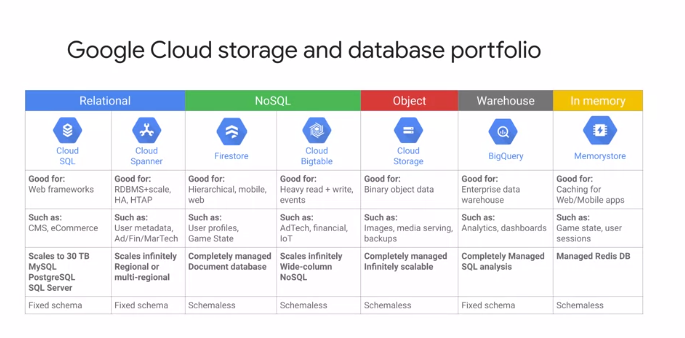 Google Cloud storage and database portfolio
Relational
NoSQL
Object
Warehouse
In memory
Cloud
SQL
Cloud
Spanner
Firestore
Cloud
Bigtable
Cloud
Storage
BigQuery
Memorystore
Good for:
Web frameworks
Good for:
RDBMS+scale,
HA, HTAP
Good for:
Hierarchical, mobile,
web
Good for:
Heavy read + write,
events
Good for:
Binary object data
Good for:
Enterprise data
warehouse
Good for:
Caching for
Web/Mobile apps
Such as:
CMS, eCommerce
Such as:
User metadata,
Ad/Fin/MarTech
Such as:
User profiles,
Game State
Such as:
AdTech, financial,
IoT
Such as:
Images, media serving,
backups
Such as:
Analytics, dashboards
Such as:
Game state, user
sessions
Scales to 30 TB
MySQL
PostgreSQL
SQL Server
Scales infinitely
Regional or
multi-regional
Completely managed
Document database
Scales infinitely
Wide-column
NoSQL
Completely managed
Infinitely scalable
Completely Managed
SQL analysis
Managed Redis DB
Fixed schema
Fixed schema
Schemaless
Schemaless
Schemaless
Fixed schema
Schemaless